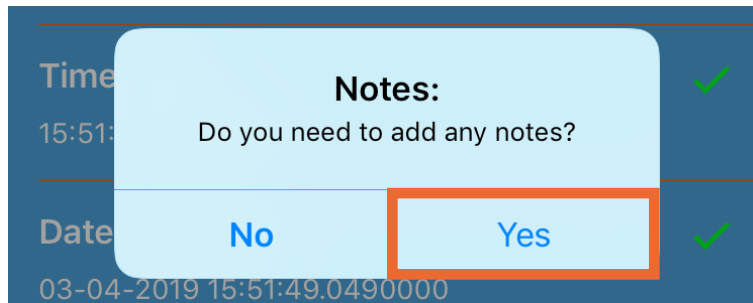 Time
Notes:
15:51:
Do you need to add any notes?
Date
No
Yes
03-04-2019 15:51:49.0490000